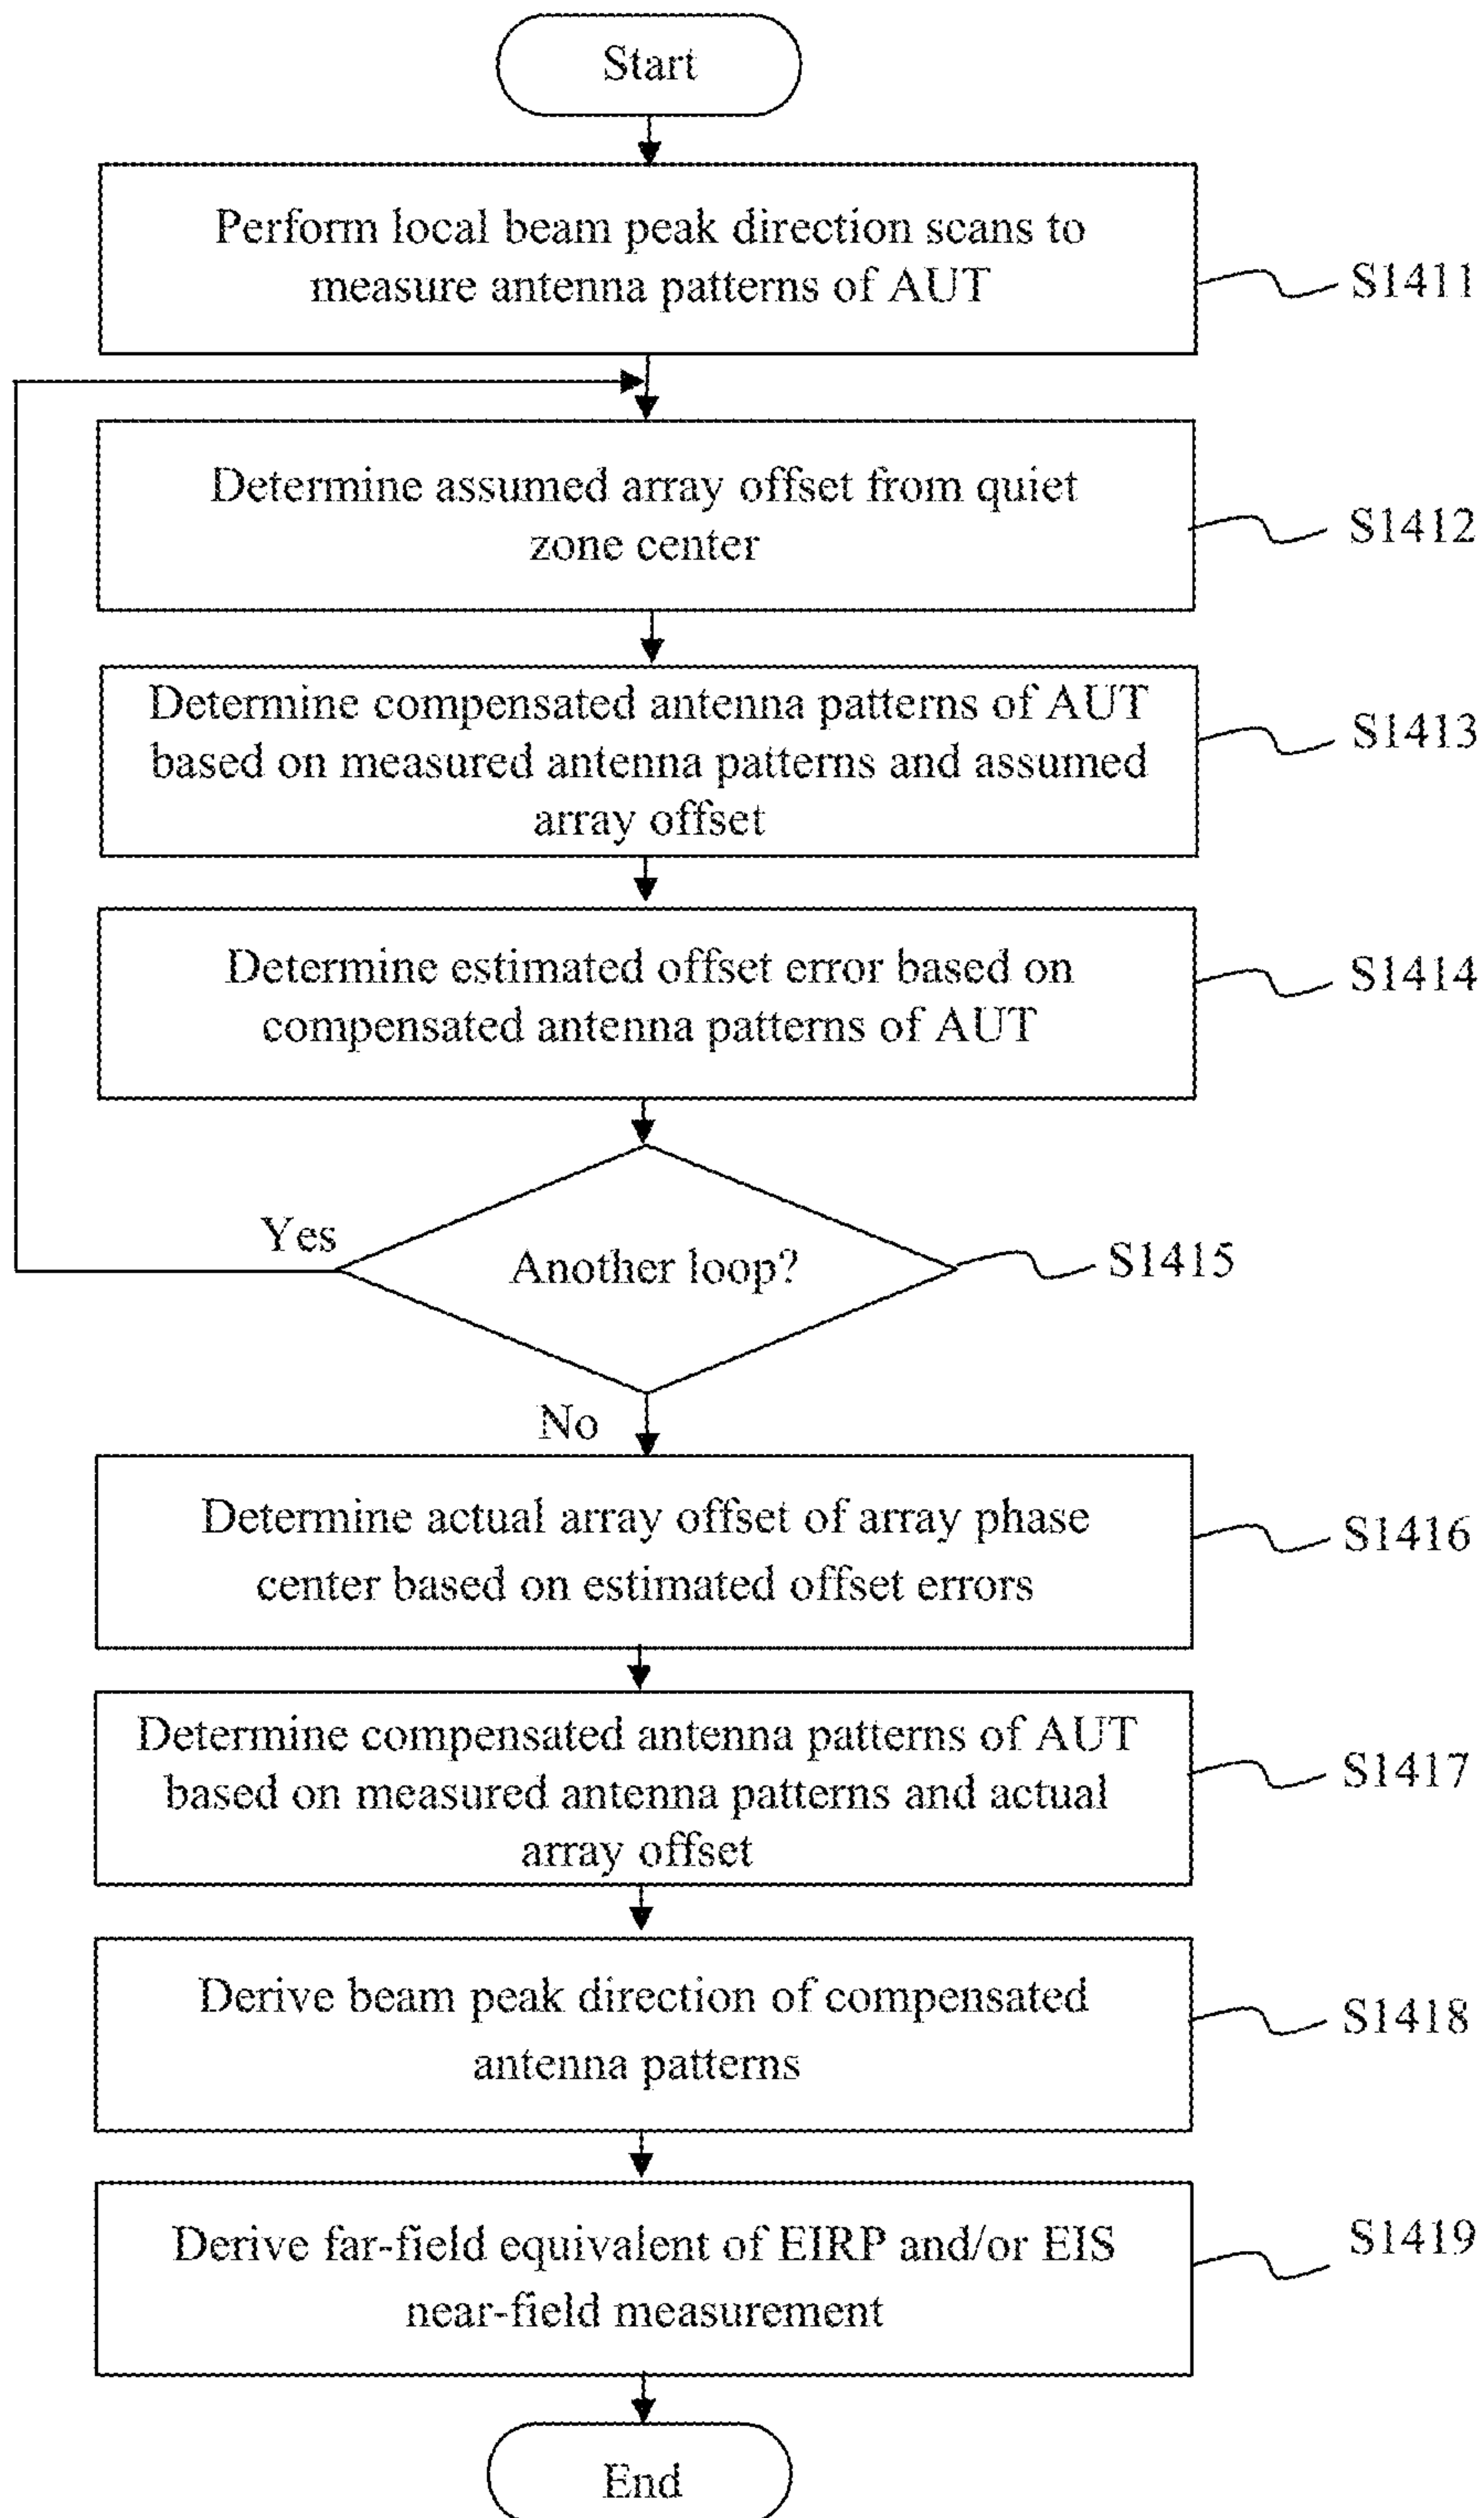 Start
Perform local beam peak direction scans to
measure antenna patterns of AUT
S1411
Determine assumed array offset from quiet
zone center
S1412
Determine compensated antenna patterns of AUT
based on measured antenna patterns and assumed
array offset
S1413
Determine estimated offset error based on
compensated antenna patterns of AUT
S1414
Yes
Another loop?
S1415
No
Determine actual array offset of array phase
center based on estimated offset errors
S1416
Determine compensated antenna patterns of AUT
based on measured antenna patterns and actual
array offset
S1417
Derive beam peak direction of compensated
antenna patterns
S1418
Derive far-field equivalent of EIRP and/or EIS
near-field measurement
S1419
End